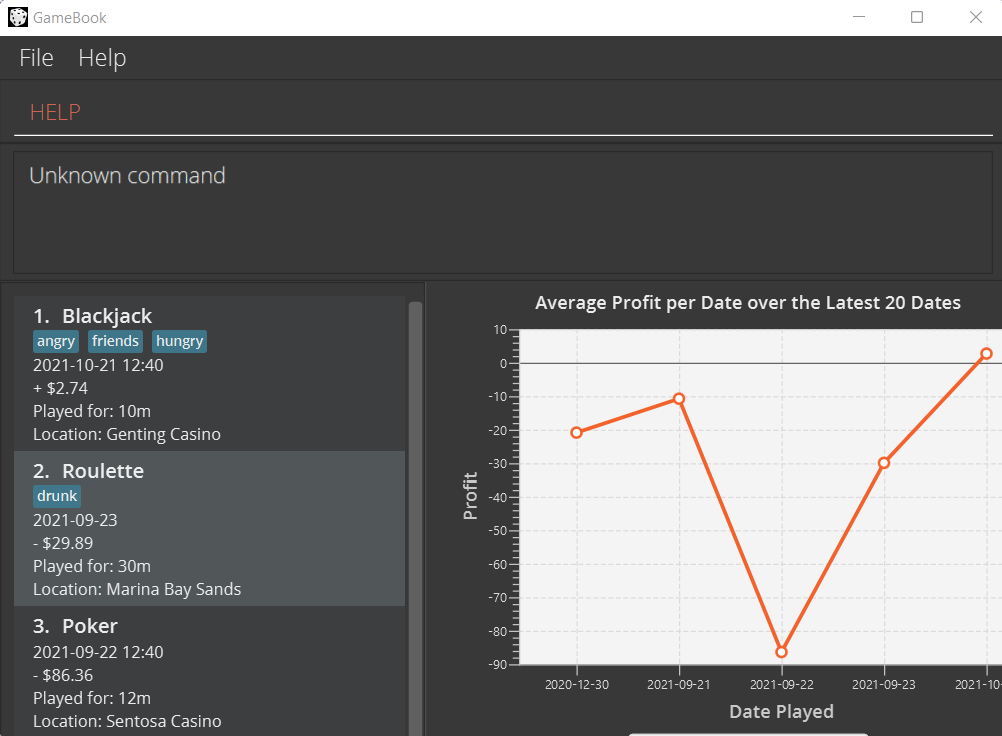 GameBook
File Help
HELP
Unknown command
1. Blackjack
angry friends hungry
2021-10-21 12:40
+ $2.74
Played for: 10m
Location: Genting Casino
2. Roulette
drunk
2021-09-23
- $29.89
Played for: 30m
Location: Marina Bay Sands
3. Poker
2021-09-22 12:40
- $86.36
Played for: 12m
Location: Sentosa Casino
Average Profit per Date over the Latest 20 Dates
Profit
10
0
-10
-20
-30
-40
-50
-60
-70
-80
-90
2020-12-30 2021-09-21 2021-09-22 2021-09-23 2021-10-
Date Played